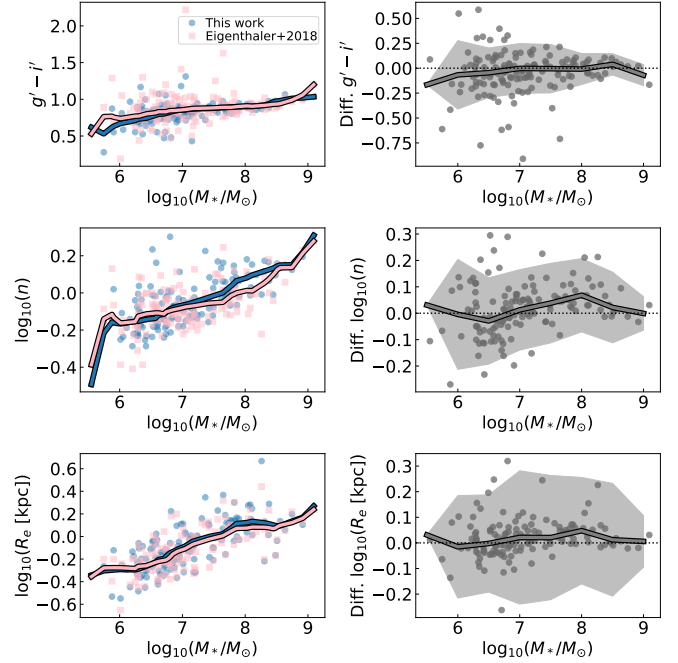 2.0
1.5
1.0
0.5
g′ − i′
This work
Eigenthaler+2018
6 7 8 9
log₁₀(M∗/M⊙)
0.50
0.25
0.00
−0.25
−0.50
−0.75
Diff. g′ − i′
6 7 8 9
log₁₀(M∗/M⊙)
0.2
0.0
−0.2
−0.4
log₁₀(n)
6 7 8 9
log₁₀(M∗/M⊙)
0.3
0.2
0.1
0.0
−0.1
−0.2
Diff. log₁₀(n)
6 7 8 9
log₁₀(M∗/M⊙)
0.6
0.4
0.2
0.0
−0.2
−0.4
−0.6
log₁₀(Rₑ [kpc])
6 7 8 9
log₁₀(M∗/M⊙)
0.3
0.2
0.1
0.0
−0.1
−0.2
Diff. log₁₀(Rₑ [kpc])
6 7 8 9
log₁₀(M∗/M⊙)